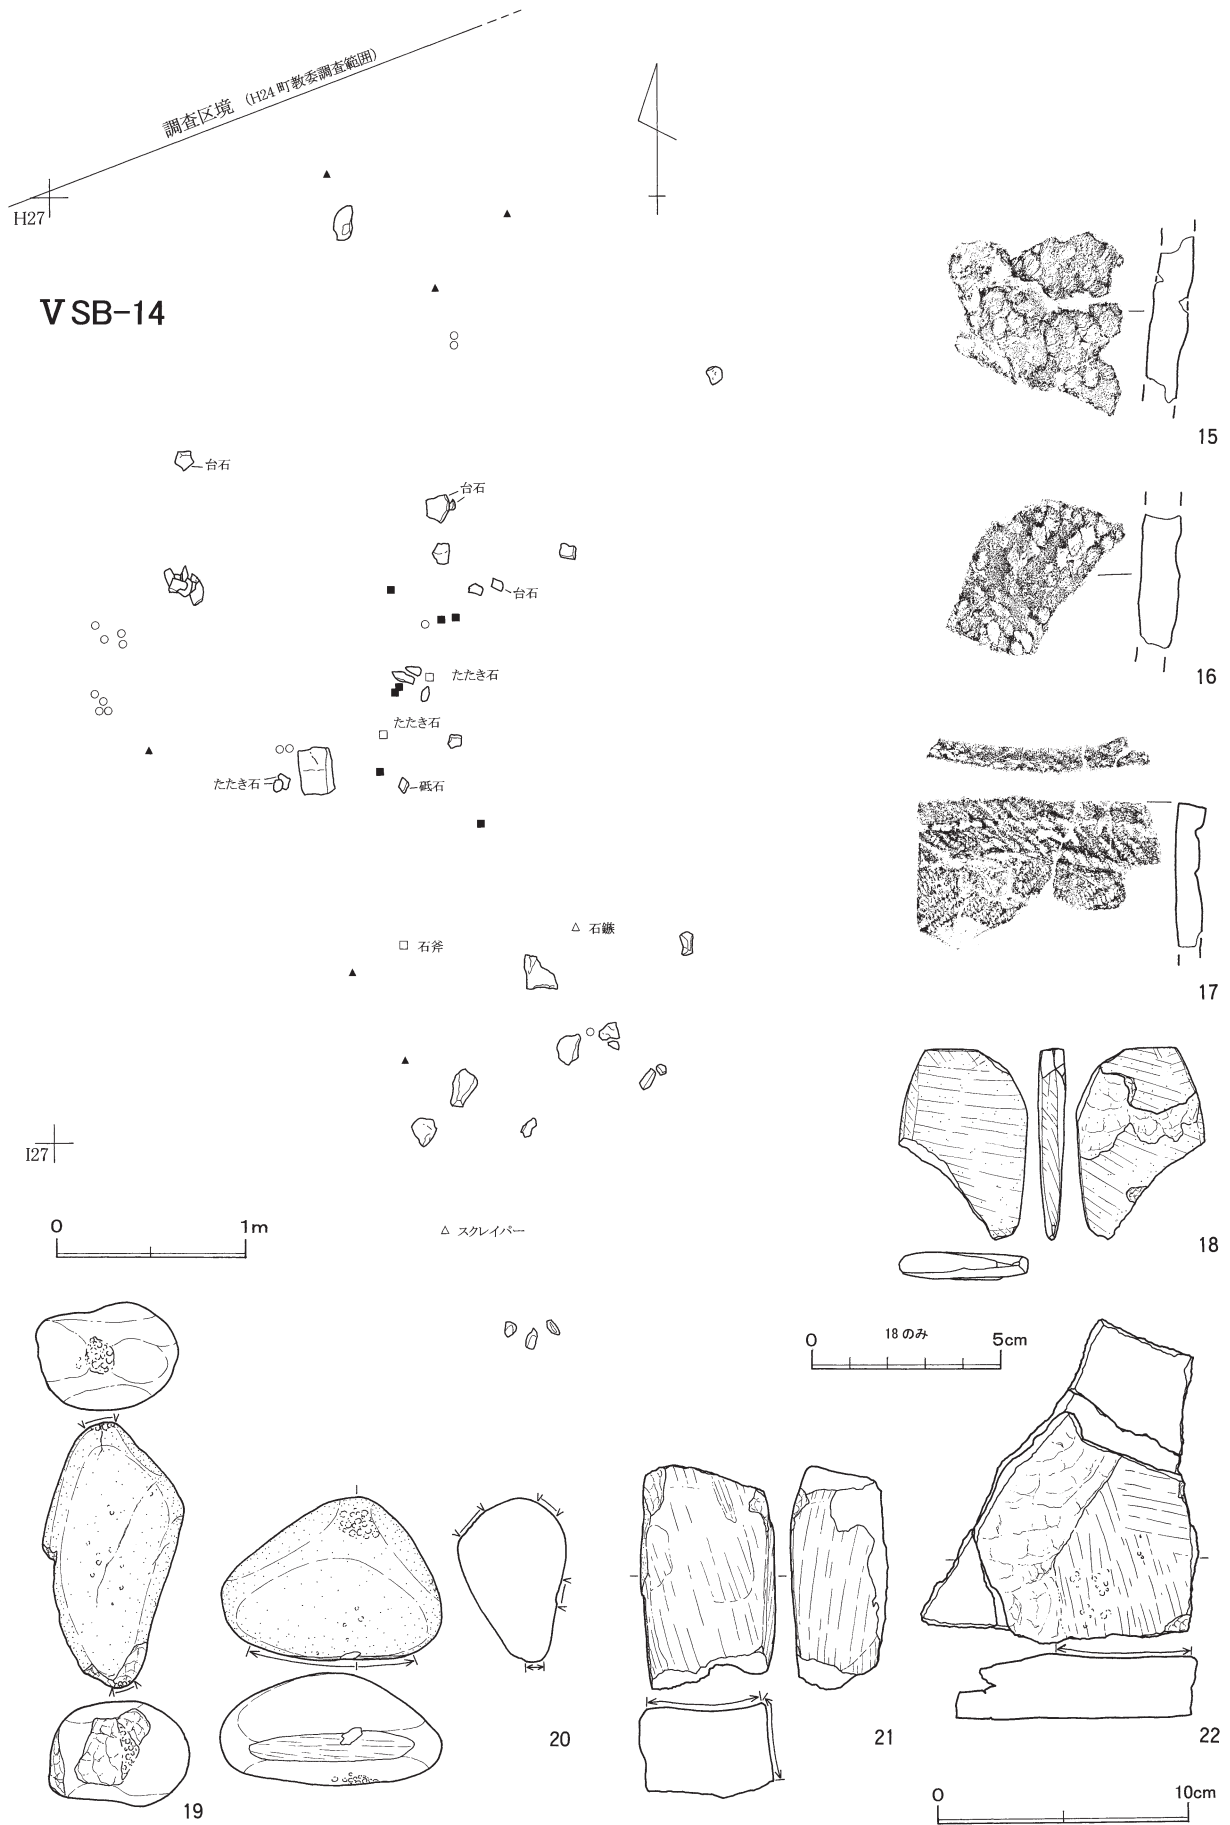 調査区境 (H24 町教委調査範囲)
H27
V SB-14
15
台石
台石
台石
16
たたき石
たたき石
たたき石
砥石
石鏃
石斧
17
I27
0 1m
スクレイパー
18
0 18のみ 5cm
19
20
21
22
0 10cm